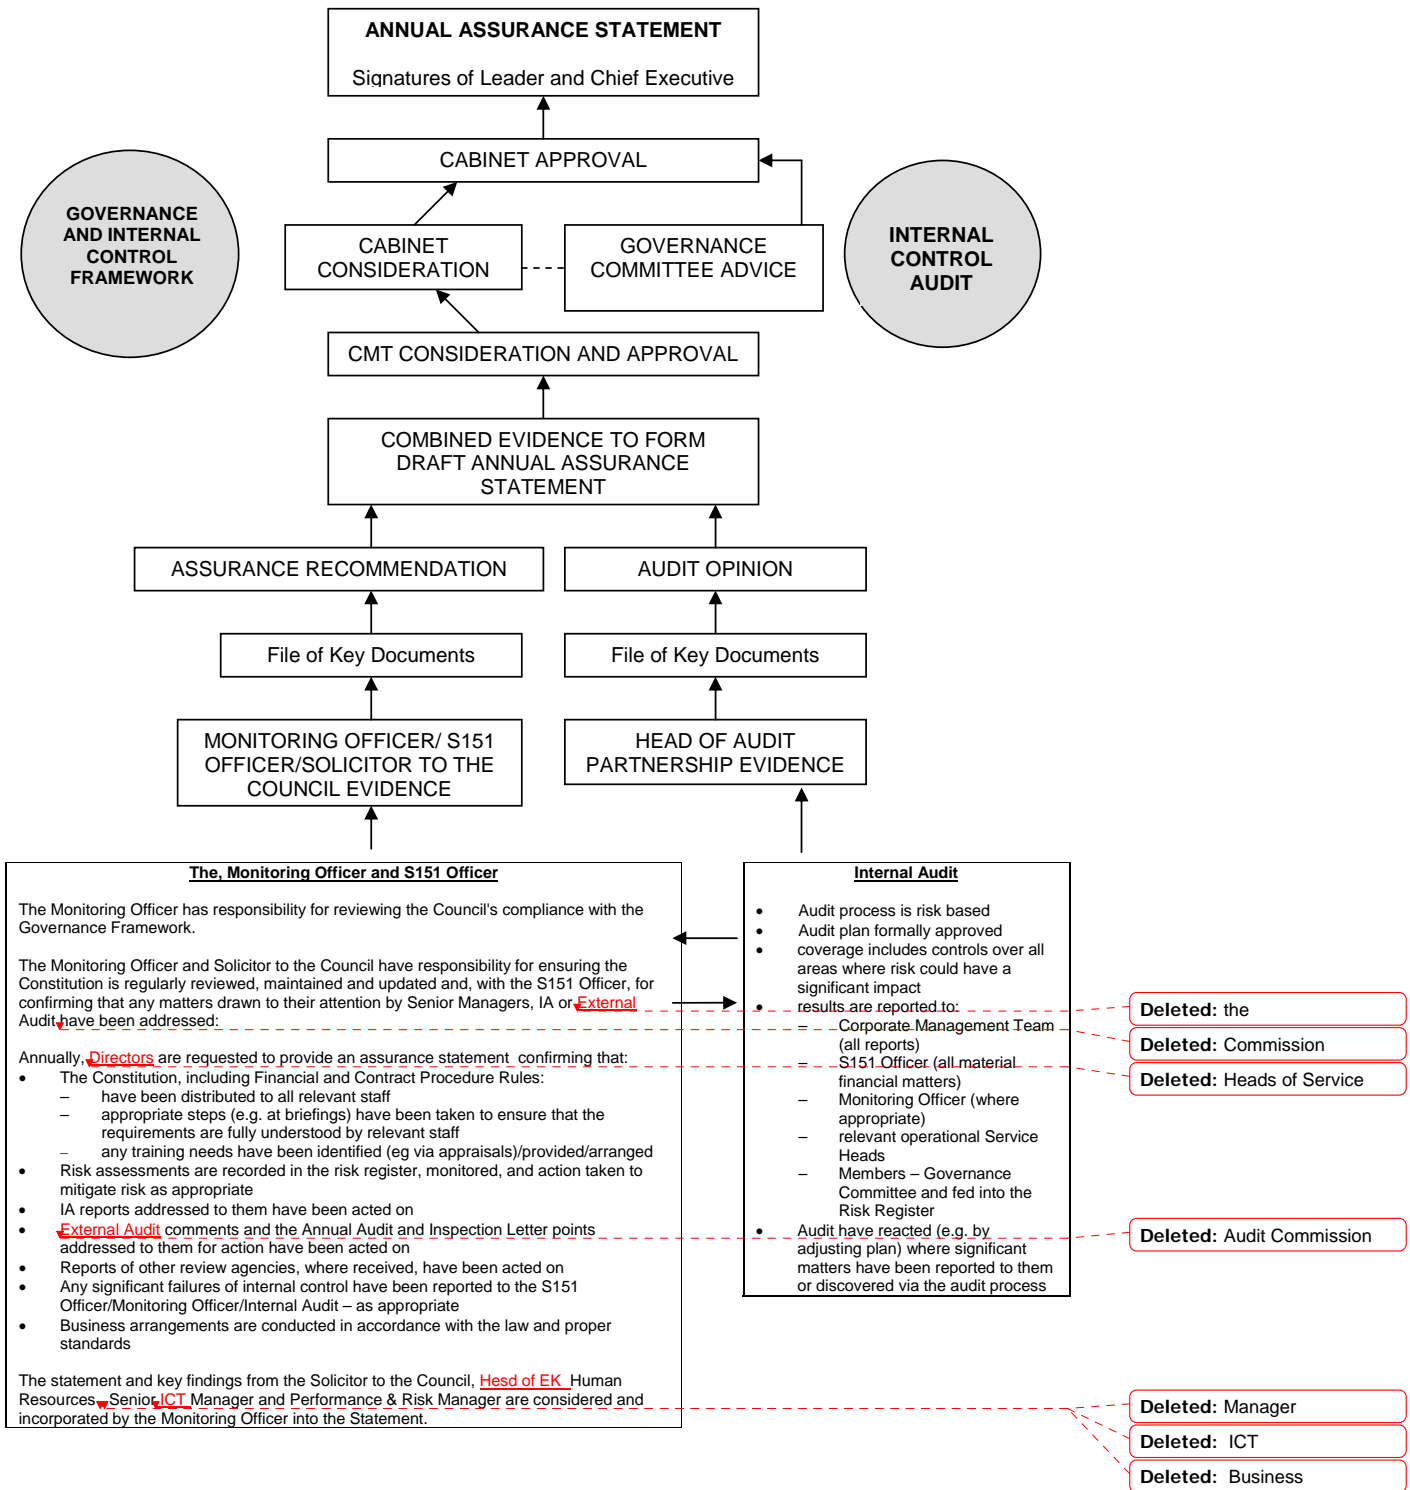 ANNUAL ASSURANCE STATEMENT
Signatures of Leader and Chief Executive
CABINET APPROVAL
GOVERNANCE
AND INTERNAL
CONTROL
FRAMEWORK
CABINET
CONSIDERATION
GOVERNANCE
COMMITTEE ADVICE
INTERNAL
CONTROL
AUDIT
CMT CONSIDERATION AND APPROVAL
COMBINED EVIDENCE TO FORM
DRAFT ANNUAL ASSURANCE
STATEMENT
ASSURANCE RECOMMENDATION
AUDIT OPINION
File of Key Documents
File of Key Documents
MONITORING OFFICER/ S151
OFFICER/SOLICITOR TO THE
COUNCIL EVIDENCE
HEAD OF AUDIT
PARTNERSHIP EVIDENCE
The, Monitoring Officer and S151 Officer
The Monitoring Officer has responsibility for reviewing the Council's compliance with the
Governance Framework.
The Monitoring Officer and Solicitor to the Council have responsibility for ensuring the
Constitution is regularly reviewed, maintained and updated and, with the S151 Officer, for
confirming that any matters drawn to their attention by Senior Managers, IA or External
Audit have been addressed:
Annually, Directors are requested to provide an assurance statement  confirming that:
• The Constitution, including Financial and Contract Procedure Rules:
– have been distributed to all relevant staff
– appropriate steps (e.g. at briefings) have been taken to ensure that the
requirements are fully understood by relevant staff
– any training needs have been identified (eg via appraisals)/provided/arranged
• Risk assessments are recorded in the risk register, monitored, and action taken to
mitigate risk as appropriate
• IA reports addressed to them have been acted on
• External Audit comments and the Annual Audit and Inspection Letter points
addressed to them for action have been acted on
• Reports of other review agencies, where received, have been acted on
• Any significant failures of internal control have been reported to the S151
Officer/Monitoring Officer/Internal Audit – as appropriate
• Business arrangements are conducted in accordance with the law and proper
standards
The statement and key findings from the Solicitor to the Council, Hesd of EK  Human
Resources, Senior ICT Manager and Performance & Risk Manager are considered and
incorporated by the Monitoring Officer into the Statement.
Internal Audit
• Audit process is risk based
• Audit plan formally approved
• coverage includes controls over all
areas where risk could have a
significant impact
• results are reported to:
– Corporate Management Team
(all reports)
– S151 Officer (all material
financial matters)
– Monitoring Officer (where
appropriate)
– relevant operational Service
Heads
– Members – Governance
Committee and fed into the
Risk Register
• Audit have reacted (e.g. by
adjusting plan) where significant
matters have been reported to them
or discovered via the audit process
Deleted: the
Deleted: Commission
Deleted: Heads of Service
Deleted: Audit Commission
Deleted: Manager
Deleted: ICT
Deleted: Business